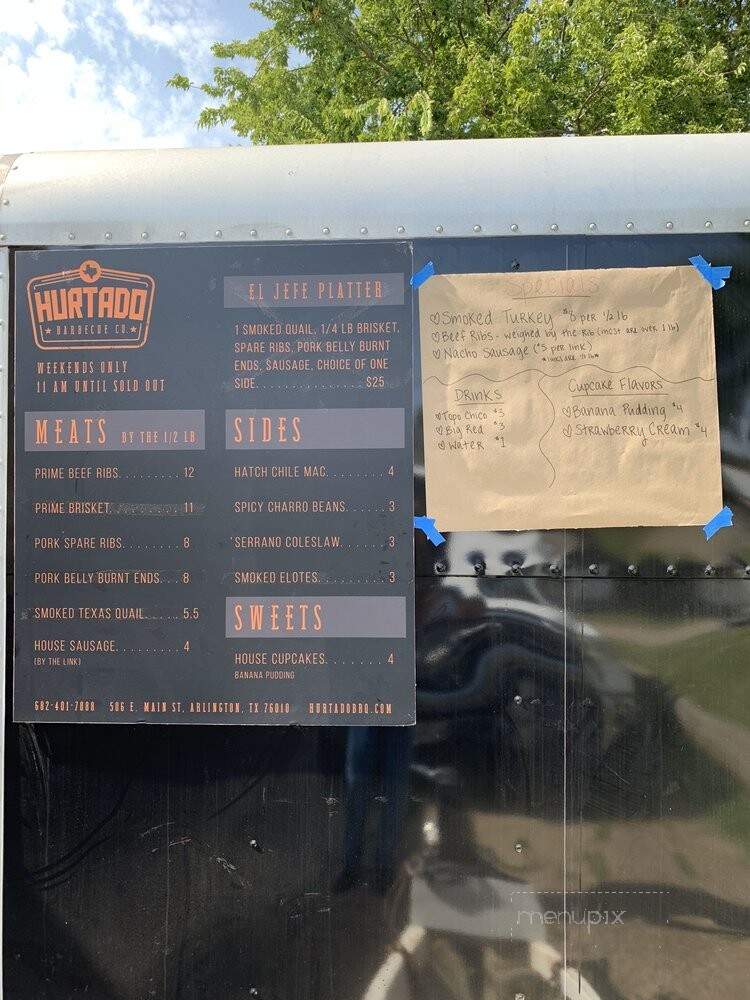 HURTADO
BARBECUE CO.
WEEKENDS ONLY
11 AM UNTIL SOLD OUT
MEATS BY THE 1/2 LB
PRIME BEEF RIBS. . . . . . . . . 12
PRIME BRISKET. . . . . . . . . . 11
PORK SPARE RIBS. . . . . . . . 8
PORK BELLY BURNT ENDS. . . 8
SMOKED TEXAS QUAIL. . . . . . 5.5
HOUSE SAUSAGE. . . . . . . . . 4
(BY THE LINK)
EL JEFE PLATTER
1 SMOKED QUAIL, 1/4 LB BRISKET,
SPARE RIBS, PORK BELLY BURNT
ENDS, SAUSAGE, CHOICE OF ONE
SIDE. . . . . . . . . . . . . . . . $25
SIDES
HATCH CHILE MAC. . . . . . . . 4
SPICY CHARRO BEANS. . . . . . 3
SERRANO COLESLAW. . . . . . . 3
SMOKED ELOTES. . . . . . . . . 3
SWEETS
HOUSE CUPCAKES. . . . . . . 4
BANANA PUDDING
682-401-7088 506 E. MAIN ST, ARLINGTON, TX 76010 HURTADOBBQ.COM
Specials
♡Smoked Turkey $8 per 1/2 lb
♡Beef Ribs - weighed by the rib (most are over 1 lb)
♡Nacho Sausage ($5 per link)
Drinks
♡Topo Chico $3
♡Big Red $3
♡Water $1
Cupcake Flavors
♡Banana Pudding $4
♡Strawberry Cream $4
menupix